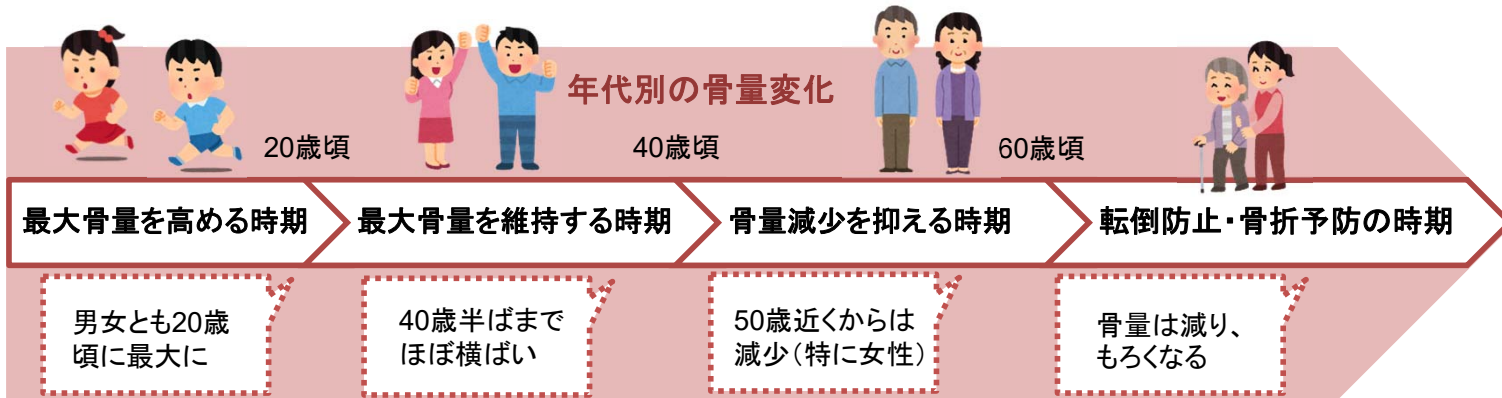 年代別の骨量変化
20歳頃
40歳頃
60歳頃
最大骨量を高める時期
最大骨量を維持する時期
骨量減少を抑える時期
転倒防止・骨折予防の時期
男女とも20歳
頃に最大に
40歳半ばまで
ほぼ横ばい
50歳近くからは
減少（特に女性）
骨量は減り、
もろくなる